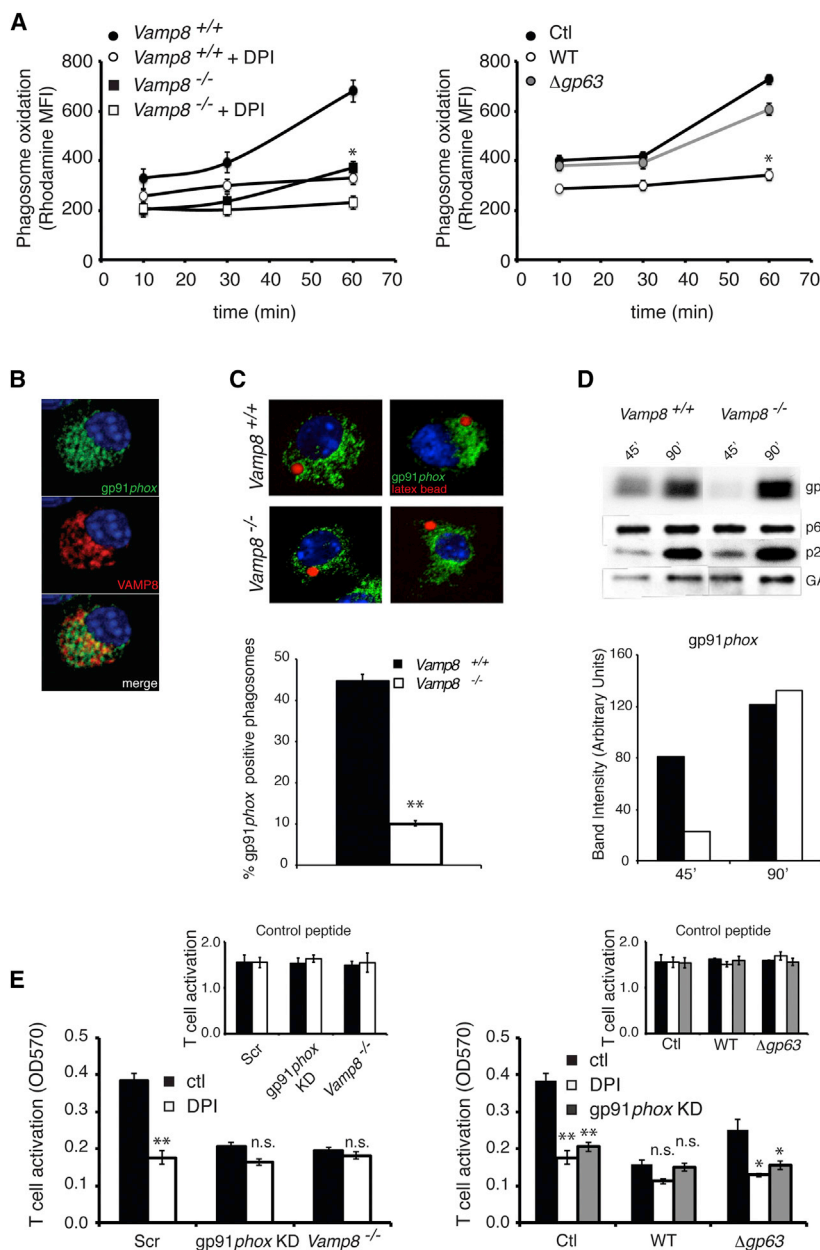 A
Vamp8 +/+
Vamp8 +/+ + DPI
Vamp8 -/-
Vamp8 -/- + DPI
Phagosome oxidation
(Rhodamine MFI)
800
600
400
200
0
*
0 10 20 30 40 50 60 70
time (min)
Ctl
WT
Δgp63
Phagosome oxidation
(Rhodamine MFI)
800
600
400
200
0
*
0 10 20 30 40 50 60 70
time (min)
B
gp91phox
VAMP8
merge
C
Vamp8 +/+
gp91phox
latex bead
Vamp8 -/-
% gp91phox positive phagosomes
50
40
30
20
10
0
Vamp8 +/+
Vamp8 -/-
**
D
Vamp8 +/+ Vamp8 -/-
45' 90' 45' 90'
gp
p6
p2
GA
gp91phox
Band Intensity (Arbitrary Units)
160
120
80
40
0
45' 90'
E
Control peptide
T cell activation
2.0
1.0
0.0
Scr
gp91phox
KD
Vamp8 -/-
T cell activation (OD570)
0.5
0.4
0.3
0.2
0.1
0.0
ctl
DPI
** n.s. n.s.
Scr gp91phox KD Vamp8 -/-
Control peptide
T cell activation
2.0
1.0
0.0
Ctl WT Δgp63
T cell activation (OD570)
0.5
0.4
0.3
0.2
0.1
0.0
ctl
DPI
gp91phox KD
** ** n.s. n.s. * *
Ctl WT Δgp63